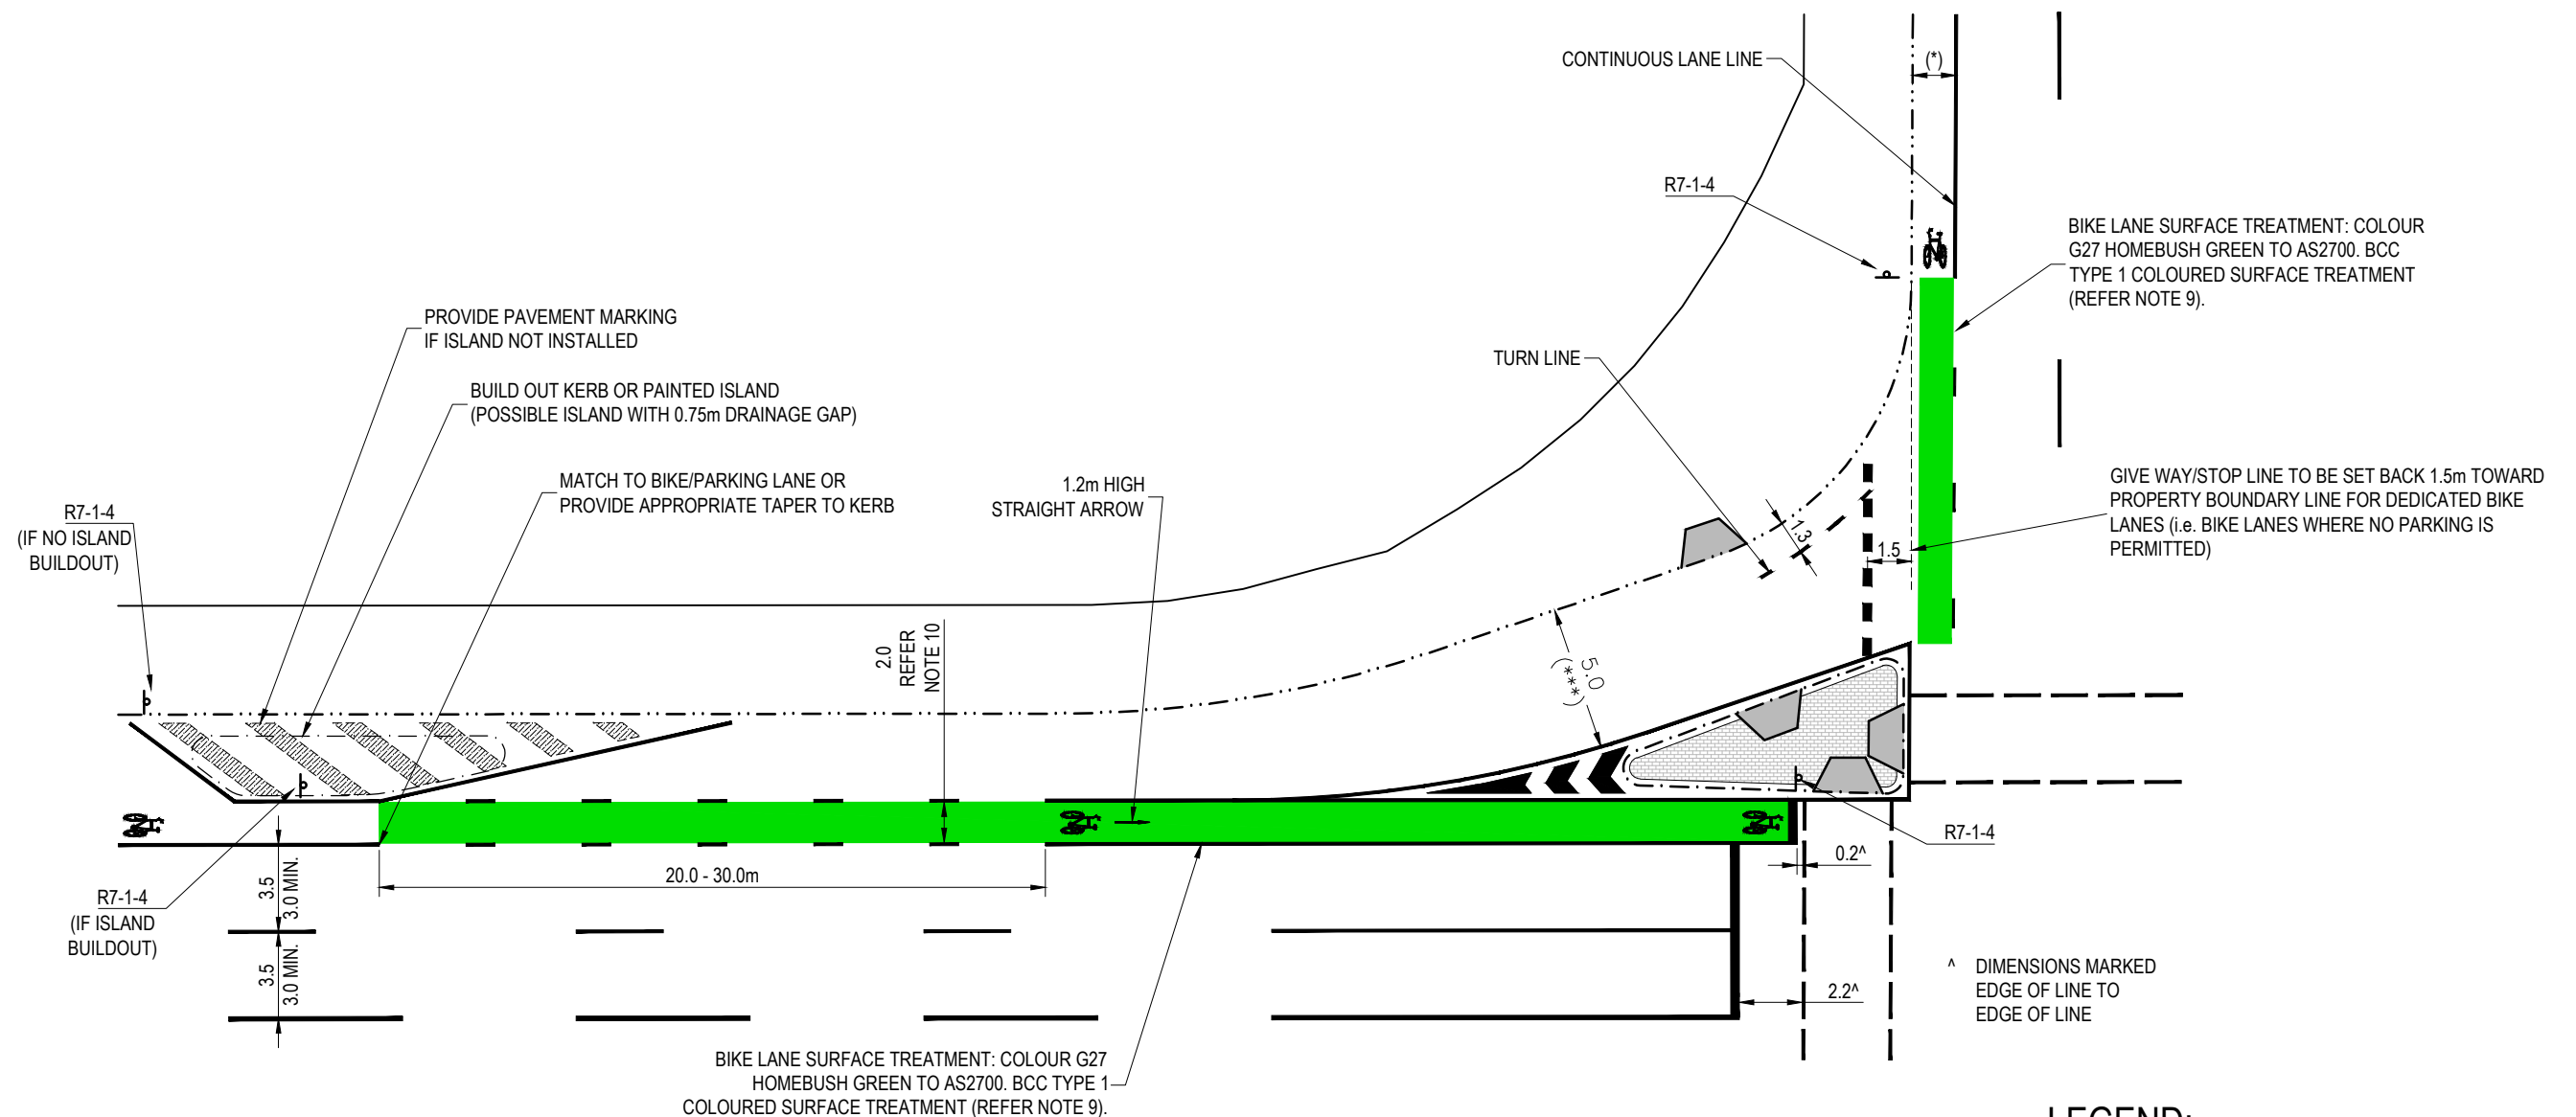 CONTINUOUS LANE LINE
(*)
R7-1-4
BIKE LANE SURFACE TREATMENT: COLOUR
G27 HOMEBUSH GREEN TO AS2700. BCC
TYPE 1 COLOURED SURFACE TREATMENT
(REFER NOTE 9).
PROVIDE PAVEMENT MARKING
IF ISLAND NOT INSTALLED
TURN LINE
BUILD OUT KERB OR PAINTED ISLAND
(POSSIBLE ISLAND WITH 0.75m DRAINAGE GAP)
MATCH TO BIKE/PARKING LANE OR
PROVIDE APPROPRIATE TAPER TO KERB
1.2m HIGH
STRAIGHT ARROW
GIVE WAY/STOP LINE TO BE SET BACK 1.5m TOWARD
PROPERTY BOUNDARY LINE FOR DEDICATED BIKE
LANES (i.e. BIKE LANES WHERE NO PARKING IS
PERMITTED)
R7-1-4
(IF NO ISLAND
BUILDOUT)
1.3
1.5
2.0
REFER
NOTE 10
5.0
(***)
R7-1-4
0.2^
20.0 - 30.0m
3.5
3.0 MIN.
R7-1-4
(IF ISLAND
BUILDOUT)
3.5
3.0 MIN.
2.2^
^ DIMENSIONS MARKED
EDGE OF LINE TO
EDGE OF LINE
BIKE LANE SURFACE TREATMENT: COLOUR G27
HOMEBUSH GREEN TO AS2700. BCC TYPE 1
COLOURED SURFACE TREATMENT (REFER NOTE 9).
LEGEND: